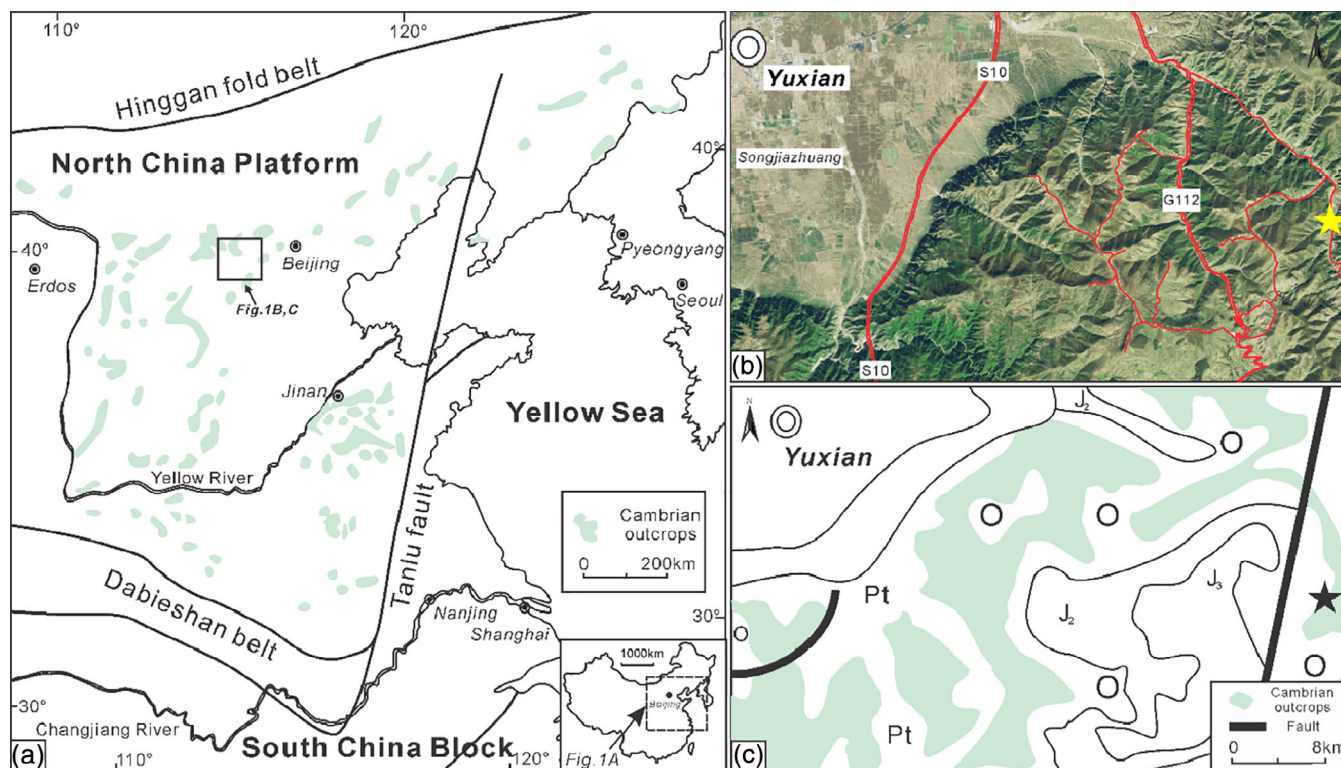 110°
120°
Hinggan fold belt
North China Platform
40°
40°
Erdos
Beijing
Fig.1B,C
Pyeongyang
Seoul
Jinan
Yellow Sea
Yellow River
Tanlu fault
Cambrian
outcrops
0 200km
Dabieshan belt
Nanjing
Shanghai
30°
30°
1000km
Beijing
Fig.1A
Changjiang River
South China Block
(a)
110°
120°
Yuxian
S10
Songjiazhuang
G112
S10
(b)
N
Yuxian
J2
O
O
O
Pt
J3
J2
O
O
O
Pt
Cambrian
outcrops
Fault
0 8km
(c)